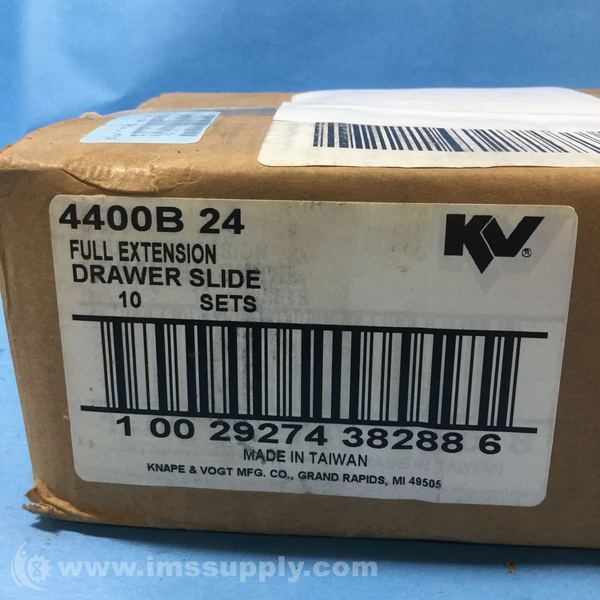 4400B 24
KV
®
FULL EXTENSION
DRAWER SLIDE
10 SETS
1 00 29274 38288 6
MADE IN TAIWAN
KNAPE & VOGT MFG. CO., GRAND RAPIDS, MI 49505
www.imssupply.com